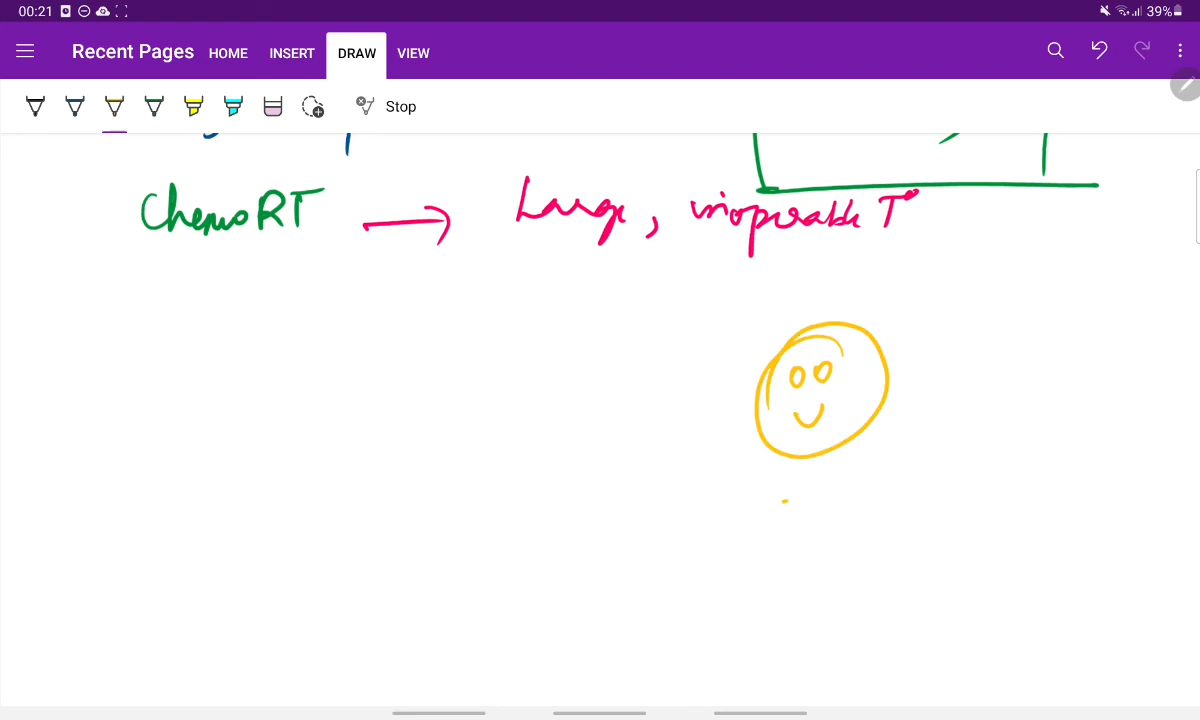 00:21 39%
Recent Pages HOME INSERT DRAW VIEW
Stop
ChemoRT → Large, inoperable T°